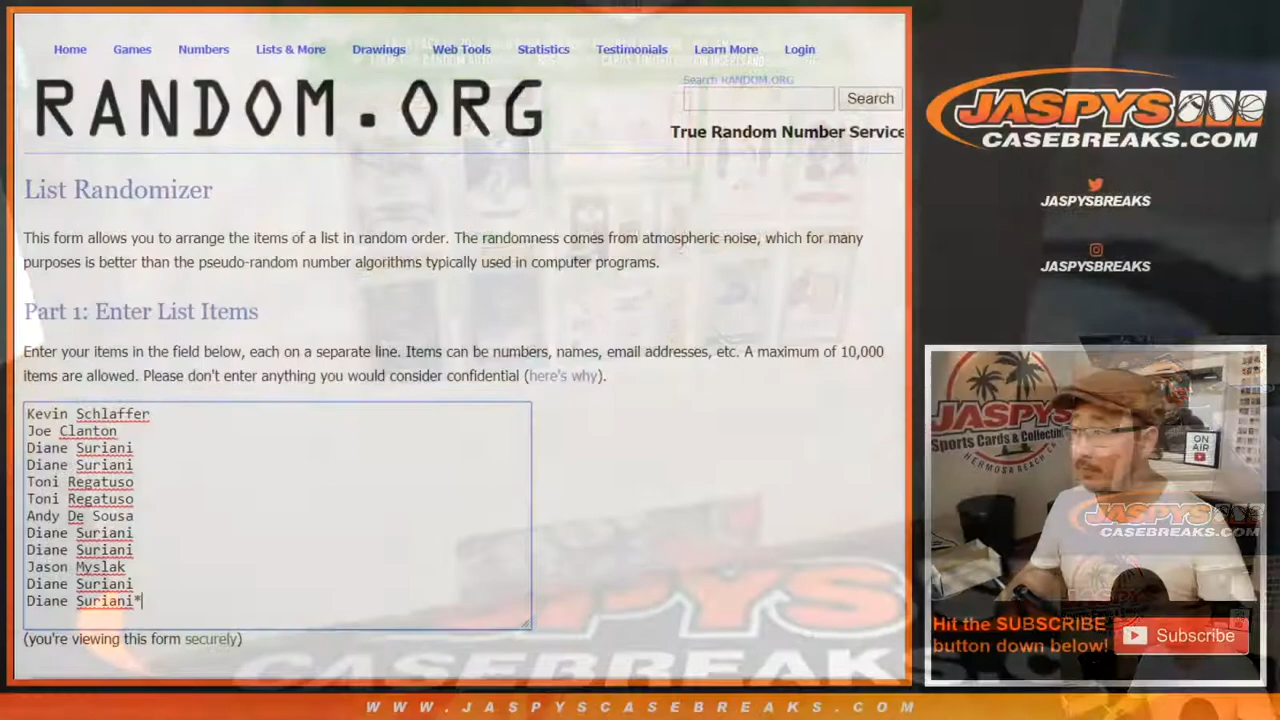 Home Games Numbers Lists & More Drawings Web Tools Statistics Testimonials Learn More Login
RANDOM.ORG
Search RANDOM.ORG
Search
True Random Number Service
List Randomizer
This form allows you to arrange the items of a list in random order. The randomness comes from atmospheric noise, which for many
purposes is better than the pseudo-random number algorithms typically used in computer programs.
Part 1: Enter List Items
Enter your items in the field below, each on a separate line. Items can be numbers, names, email addresses, etc. A maximum of 10,000
items are allowed. Please don't enter anything you would consider confidential (here's why).
Kevin Schlaffer
Joe Clanton
Diane Suriani
Diane Suriani
Toni Regatuso
Toni Regatuso
Andy De Sousa
Diane Suriani
Diane Suriani
Jason Myslak
Diane Suriani
Diane Suriani*
(you're viewing this form securely)
JASPYS
CASEBREAKS.COM
JASPYSBREAKS
JASPYSBREAKS
JASPYS
Sports Cards & Collectibl
HERMOSA BEACH CA
ON
AIR
JASPYS
CASEBREAKS.COM
Hit the SUBSCRIBE
button down below!
Subscribe
CASEBREAKS.C
WWW.JASPYSCASEBREAKS.COM